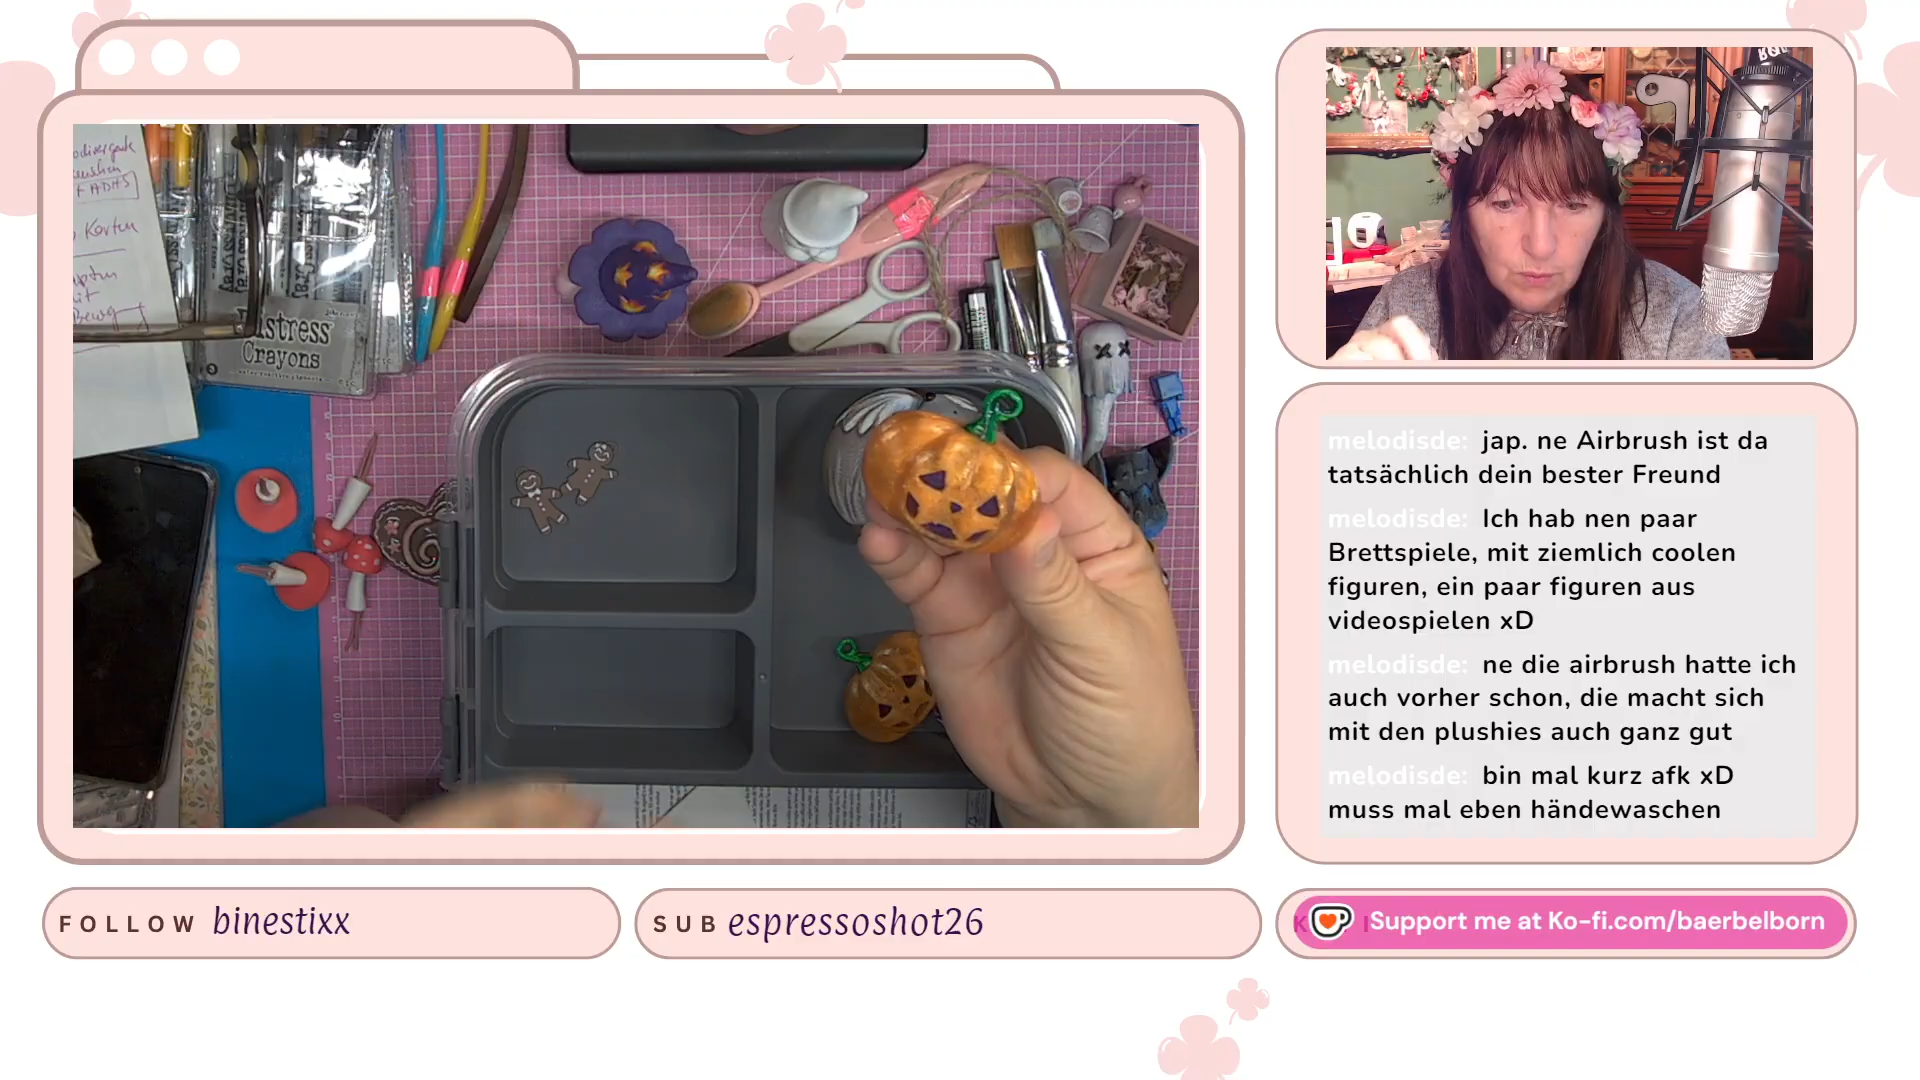 + ADHS
Karten
Distress
Crayons
melodisde: jap. ne Airbrush ist da
tatsächlich dein bester Freund
melodisde: Ich hab nen paar
Brettspiele, mit ziemlich coolen
figuren, ein paar figuren aus
videospielen xD
melodisde: ne die airbrush hatte ich
auch vorher schon, die macht sich
mit den plushies auch ganz gut
melodisde: bin mal kurz afk xD
muss mal eben händewaschen
FOLLOW binestixx
SUB espressoshot26
Support me at Ko-fi.com/baerbelborn